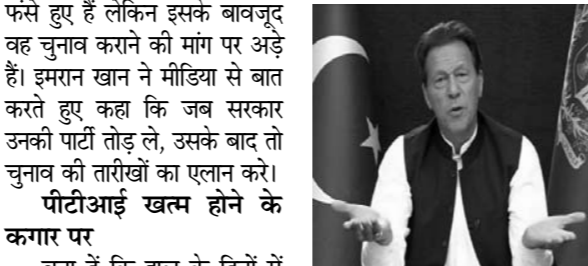 फंसे हुए हैं लेकिन इसके बावजूद
वह चुनाव कराने की मांग पर अड़े
हैं। इमरान खान ने मीडिया से बात
करते हुए कहा कि जब सरकार
उनकी पार्टी तोड़ ले, उसके बाद तो
चुनाव की तारीखों का एलान करे।
पीटीआई खत्म होने के
कगार पर